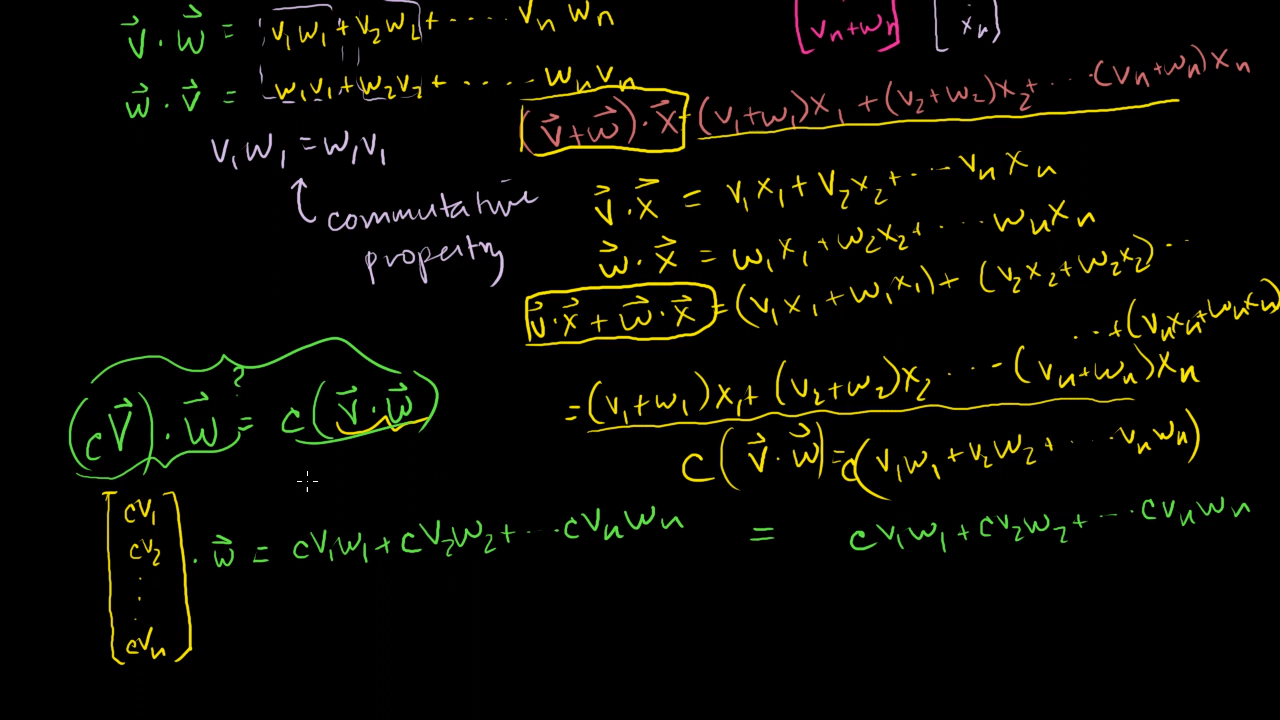 v⃗ · w⃗ = v₁w₁ + v₂w₂ + ····· vₙwₙ
w⃗ · v⃗ = w₁v₁ + w₂v₂ + ····· wₙvₙ
v₁w₁ = w₁v₁
commutative
property
vₙ+wₙ
xₙ
(v⃗+w⃗)·x⃗ = (v₁+w₁)x₁ + (v₂+w₂)x₂ + ··· (vₙ+wₙ)xₙ
v⃗·x⃗ = v₁x₁ + v₂x₂ + ··· vₙxₙ
w⃗·x⃗ = w₁x₁ + w₂x₂ + ··· wₙxₙ
v⃗·x⃗ + w⃗·x⃗ = (v₁x₁ + w₁x₁) + (v₂x₂ + w₂x₂) ···
··· + (vₙxₙ + wₙxₙ)
= (v₁+w₁)x₁ + (v₂+w₂)x₂ ··· (vₙ+wₙ)xₙ
(cv⃗) · w⃗ =? c(v⃗·w⃗)
c(v⃗·w⃗) = c(v₁w₁ + v₂w₂ + ···· vₙwₙ)
[cv₁
cv₂
·
·
·
cvₙ] · w⃗ = cv₁w₁ + cv₂w₂ + ··· cvₙwₙ = cv₁w₁ + cv₂w₂ + ··· cvₙwₙ